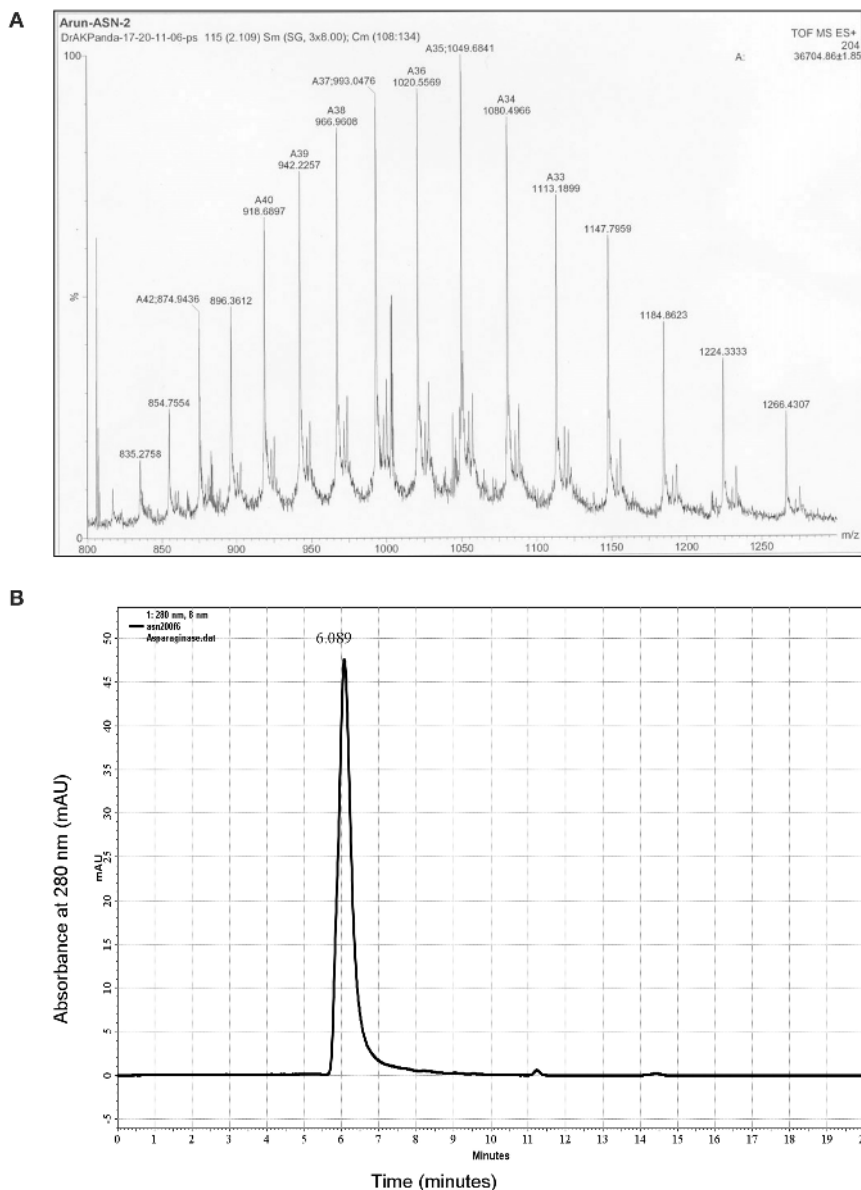 A
Arun-ASN-2
DrAKPanda-17-20-11-06-ps 115 (2.109) Sm (SG, 3x8.00); Cm (108:134)
TOF MS ES+
204
A: 36704.86±1.85
100
%
0
A35;1049.6841
A37;993.0476
A36
1020.5569
A38
966.9608
A34
1080.4966
A39
942.2257
A33
1113.1899
A40
918.6897
1147.7959
A42;874.9436
896.3612
1184.8623
1224.3333
854.7554
1266.4307
835.2758
800 850 900 950 1000 1050 1100 1150 1200 1250 m/z
B
1: 280 nm, 8 nm
asn200f6
Asparaginase.dat
6.089
50
45
40
35
30
25
20
15
10
5
0
-5
mAU
Absorbance at 280 nm (mAU)
0 1 2 3 4 5 6 7 8 9 10 11 12 13 14 15 16 17 18 19 2
Minutes
Time (minutes)